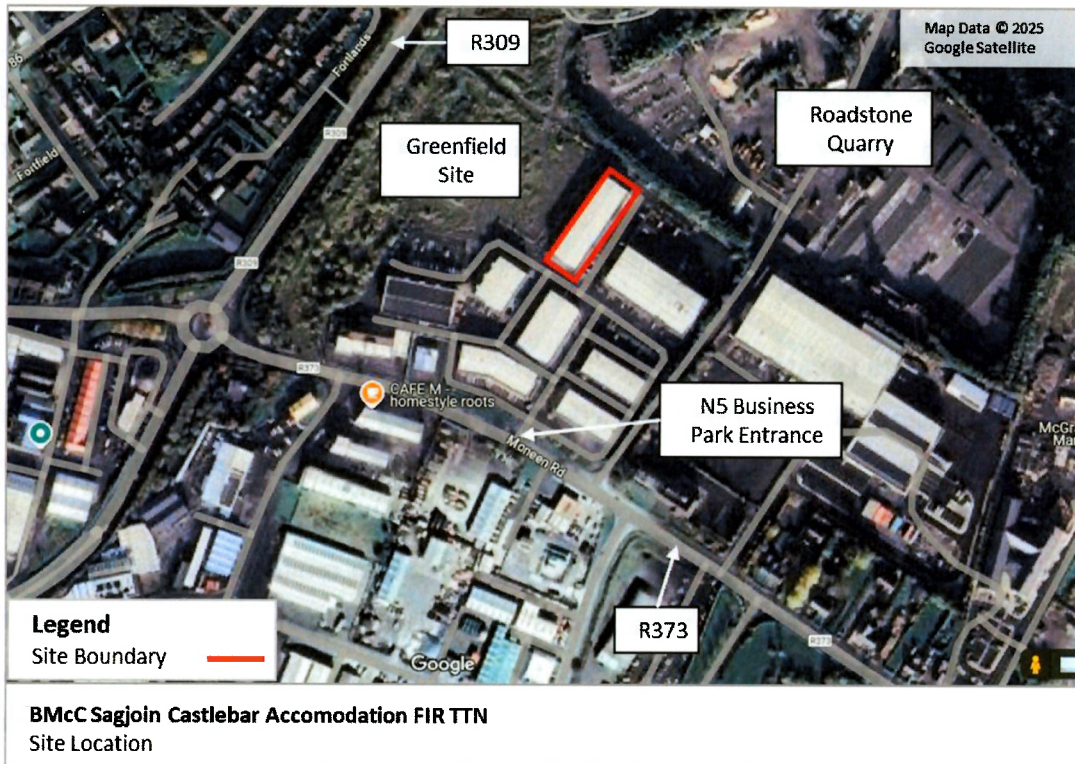 Map Data © 2025
Google Satellite
R309
Fortlands
R309
Fortfield
Greenfield
Site
Roadstone
Quarry
R309
R373
CAFE M -
homestyle roots
Moneen Rd
N5 Business
Park Entrance
R373
R373
Legend
Site Boundary
Google
BMcC Sagjoin Castlebar Accomodation FIR TTN
Site Location